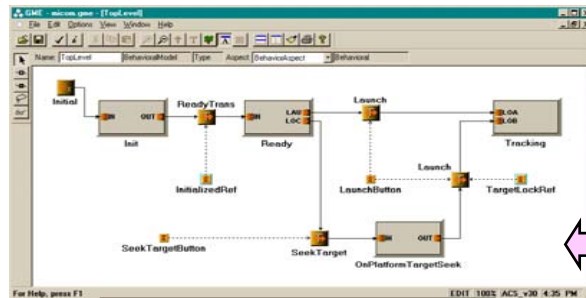 GME - micom.gme - [TopLevel]
File Edit Options View Window Help
Name: TopLevel BehavioralModel Type Aspect: BehaviorAspect Behavioral
Initial
IN OUT
Init
ReadyTrans
IN LAU
LOC
Ready
Launch
LOA
LOB
Tracking
InitializedRef
LaunchButton
Launch
TargetLockRef
SeekTargetButton
SeekTarget
IN OUT
OnPlatformTargetSeek
For Help, press F1
EDIT 100% ACS_v30 4:35 PM